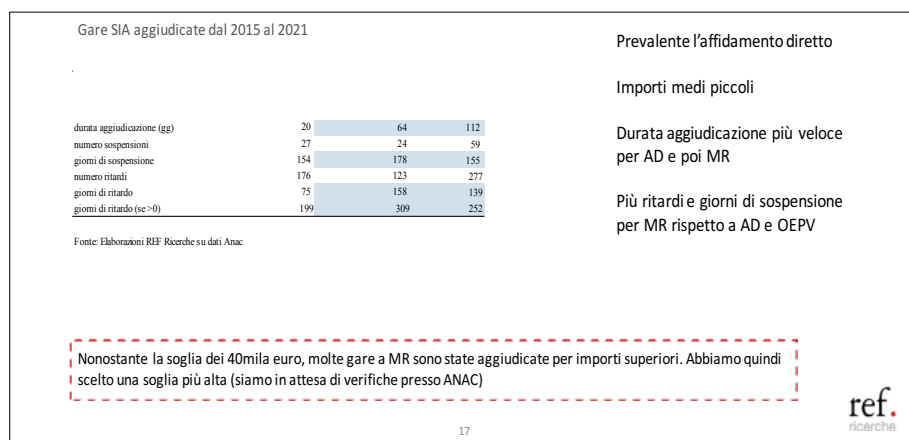 Gare SIA aggiudicate dal 2015 al 2021
durata aggiudicazione (gg) 20 64 112
numero sospensioni 27 24 59
giorni di sospensione 154 178 155
numero ritardi 176 123 277
giorni di ritardo 75 158 139
giorni di ritardo (se >0) 199 309 252
Fonte: Elaborazioni REF Ricerche su dati Anac
Prevalente l’affidamento diretto
Importi medi piccoli
Durata aggiudicazione più veloce
per AD e poi MR
Più ritardi e giorni di sospensione
per MR rispetto a AD e OEPV
Nonostante la soglia dei 40mila euro, molte gare a MR sono state aggiudicate per importi superiori. Abbiamo quindi
scelto una soglia più alta (siamo in attesa di verifiche presso ANAC)
17
ref.
ricerche